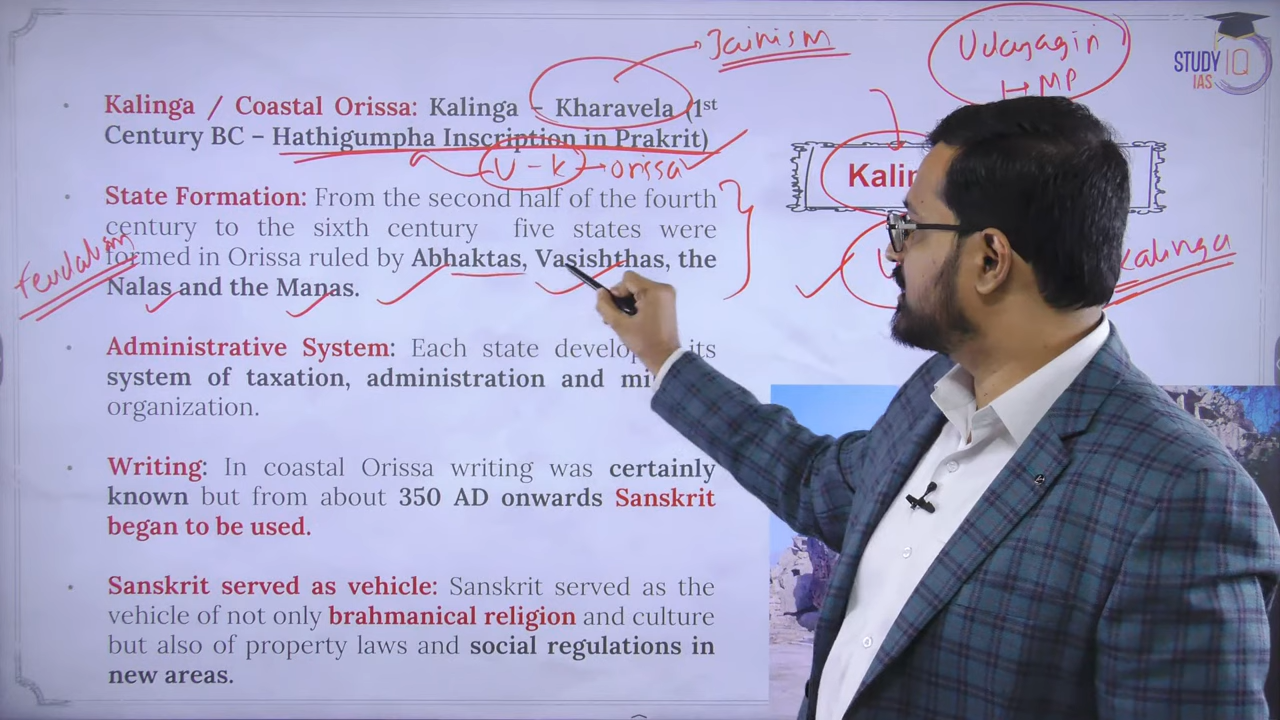 Jainism
Udayagiri
↳ MP
STUDY IQ
IAS
• Kalinga / Coastal Orissa: Kalinga – Kharavela (1st
Century BC – Hathigumpha Inscription in Prakrit)
U-K → orissa
Kalin
• State Formation: From the second half of the fourth
century to the sixth century five states were
formed in Orissa ruled by Abhaktas, Vasishthas, the
Nalas and the Manas.
feudalism
Kalinga
• Administrative System: Each state its
system of taxation, administration and
organization.
• Writing: In coastal Orissa writing was certainly
known but from about 350 AD onwards Sanskrit
began to be used.
• Sanskrit served as vehicle: Sanskrit served as the
vehicle of not only brahmanical religion and culture
but also of property laws and social regulations in
new areas.